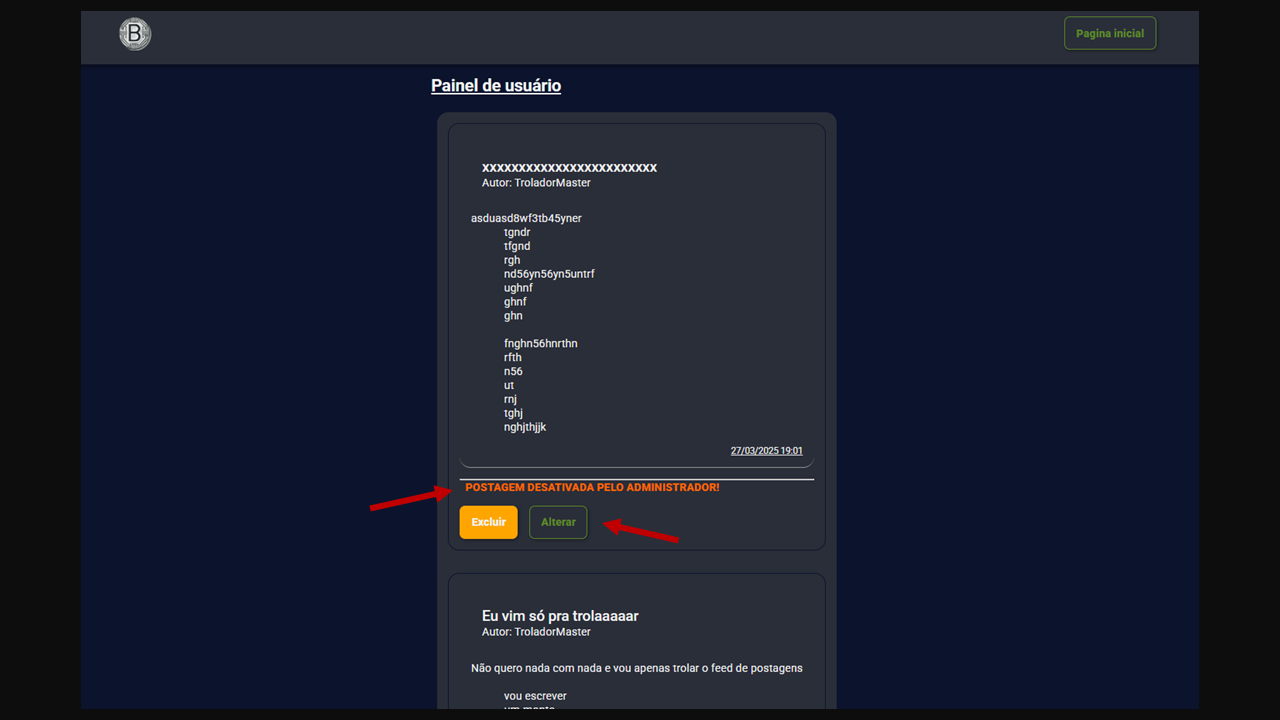 B
Pagina inicial
Painel de usuário
xxxxxxxxxxxxxxxxxxxxxxxx
Autor: TroladorMaster
asduasd8wf3tb45yner
tgndr
tfgnd
rgh
nd56yn56yn5untrf
ughnf
ghnf
ghn
fnghn56hnrthn
rfth
n56
ut
rnj
tghj
nghjthjjk
27/03/2025 19:01
POSTAGEM DESATIVADA PELO ADMINISTRADOR!
Excluir
Alterar
Eu vim só pra trolaaaaar
Autor: TroladorMaster
Não quero nada com nada e vou apenas trolar o feed de postagens
vou escrever